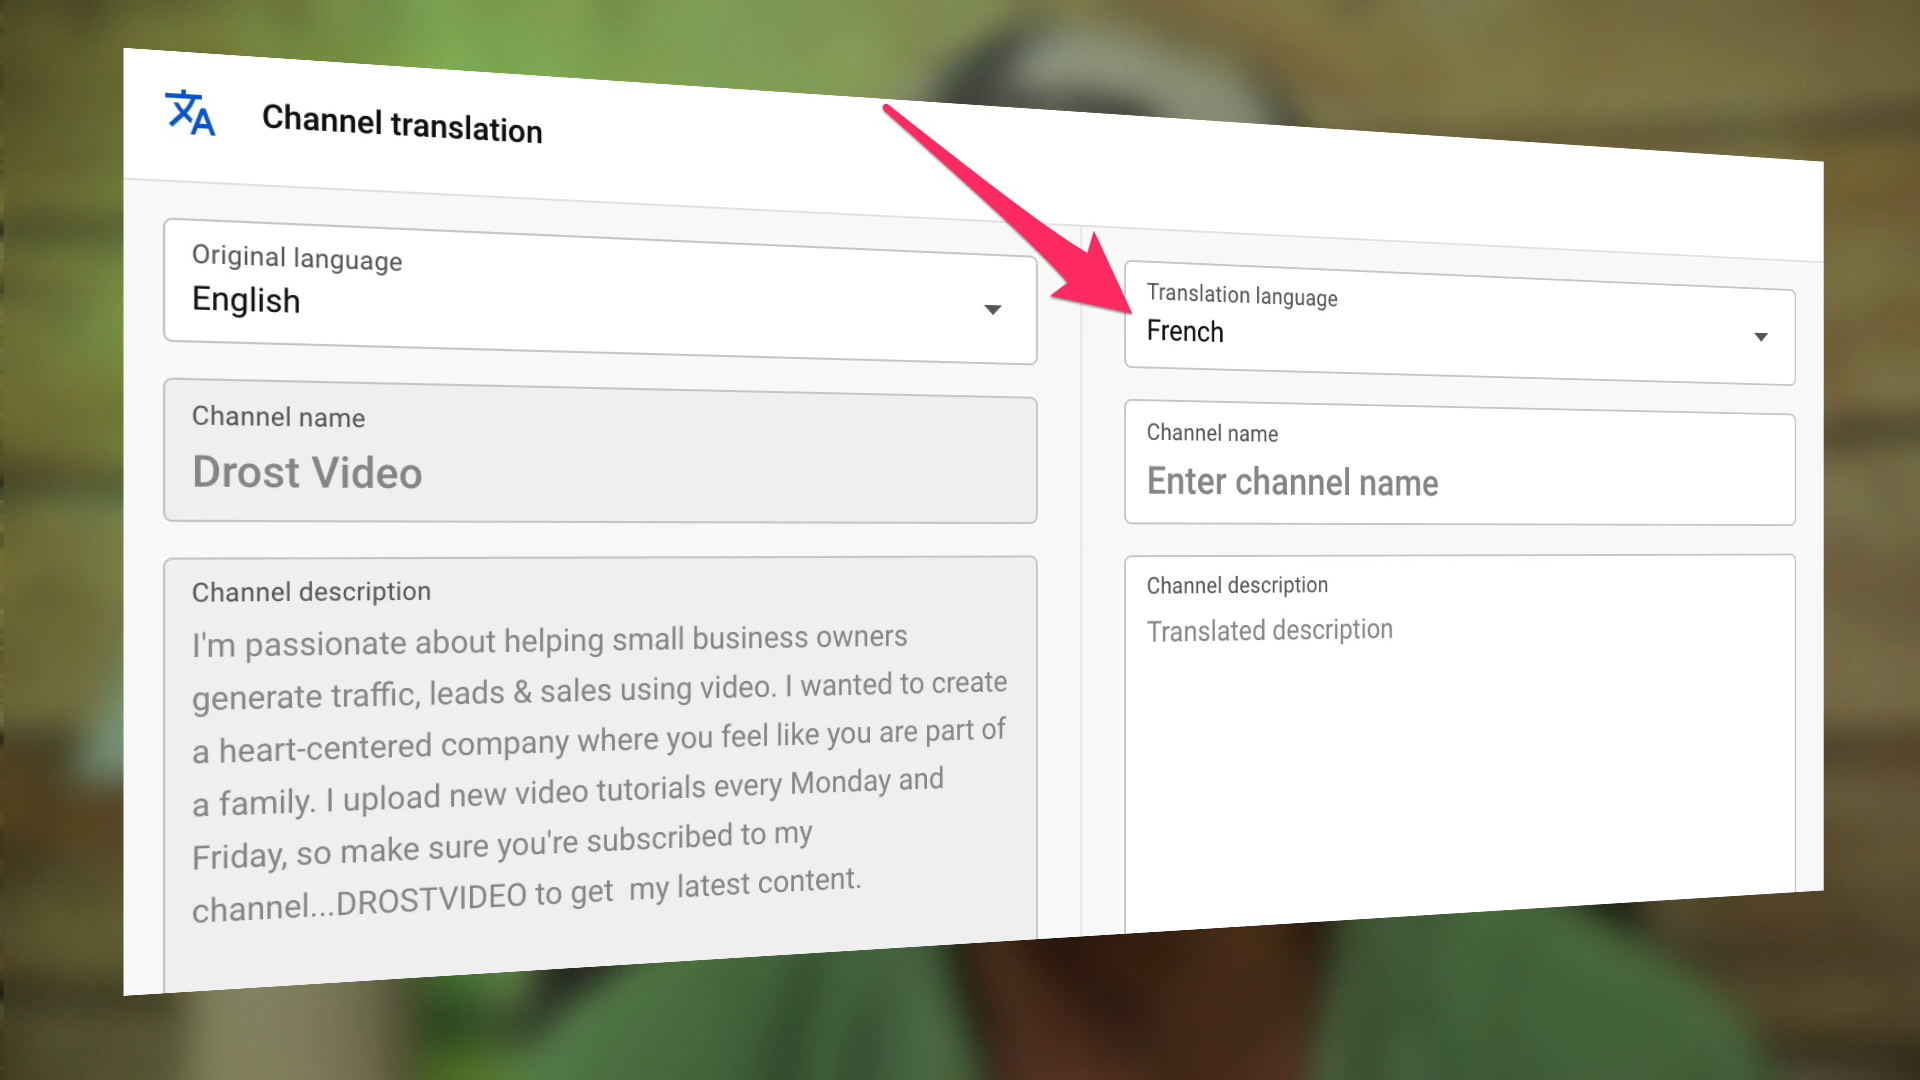 Channel translation
Original language
English
Channel name
Drost Video
Channel description
I'm passionate about helping small business owners
generate traffic, leads & sales using video. I wanted to create
a heart-centered company where you feel like you are part of
a family. I upload new video tutorials every Monday and
Friday, so make sure you're subscribed to my
channel...DROSTVIDEO to get  my latest content.
Translation language
French
Channel name
Enter channel name
Channel description
Translated description